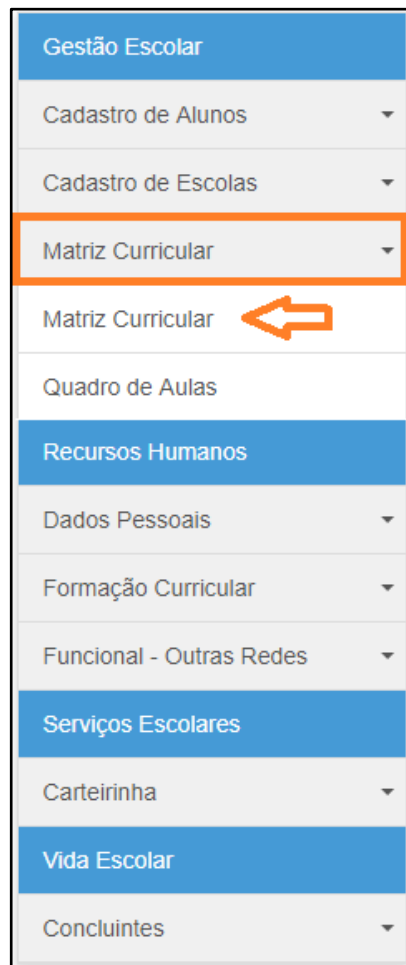 Gestão Escolar
Cadastro de Alunos
Cadastro de Escolas
Matriz Curricular
Matriz Curricular
Quadro de Aulas
Recursos Humanos
Dados Pessoais
Formação Curricular
Funcional - Outras Redes
Serviços Escolares
Carteirinha
Vida Escolar
Concluintes